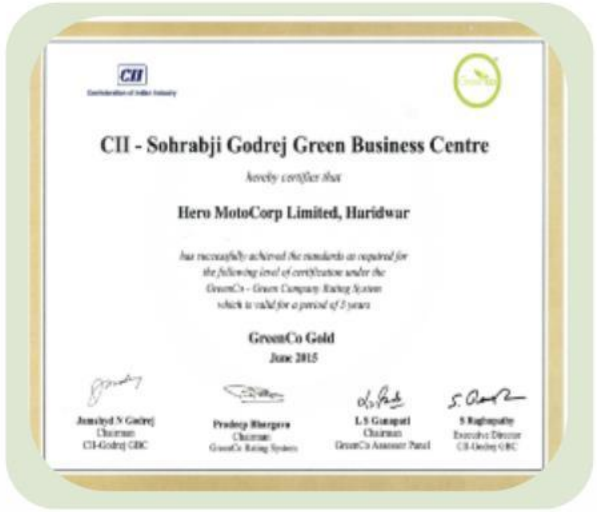 CII
Confederation of Indian Industry
GreenCo
CII - Sohrabji Godrej Green Business Centre
hereby certifies that
Hero MotoCorp Limited, Haridwar
has successfully achieved the standards as required for
the following level of certification under the
GreenCo - Green Company Rating System
which is valid for a period of 3 years
GreenCo Gold
June 2015
Jamshyd N Godrej
Chairman
CII-Godrej GBC
Pradeep Bhargava
Chairman
GreenCo Rating System
L S Ganapati
Chairman
GreenCo Assessor Panel
S Raghupathy
Executive Director
CII-Godrej GBC